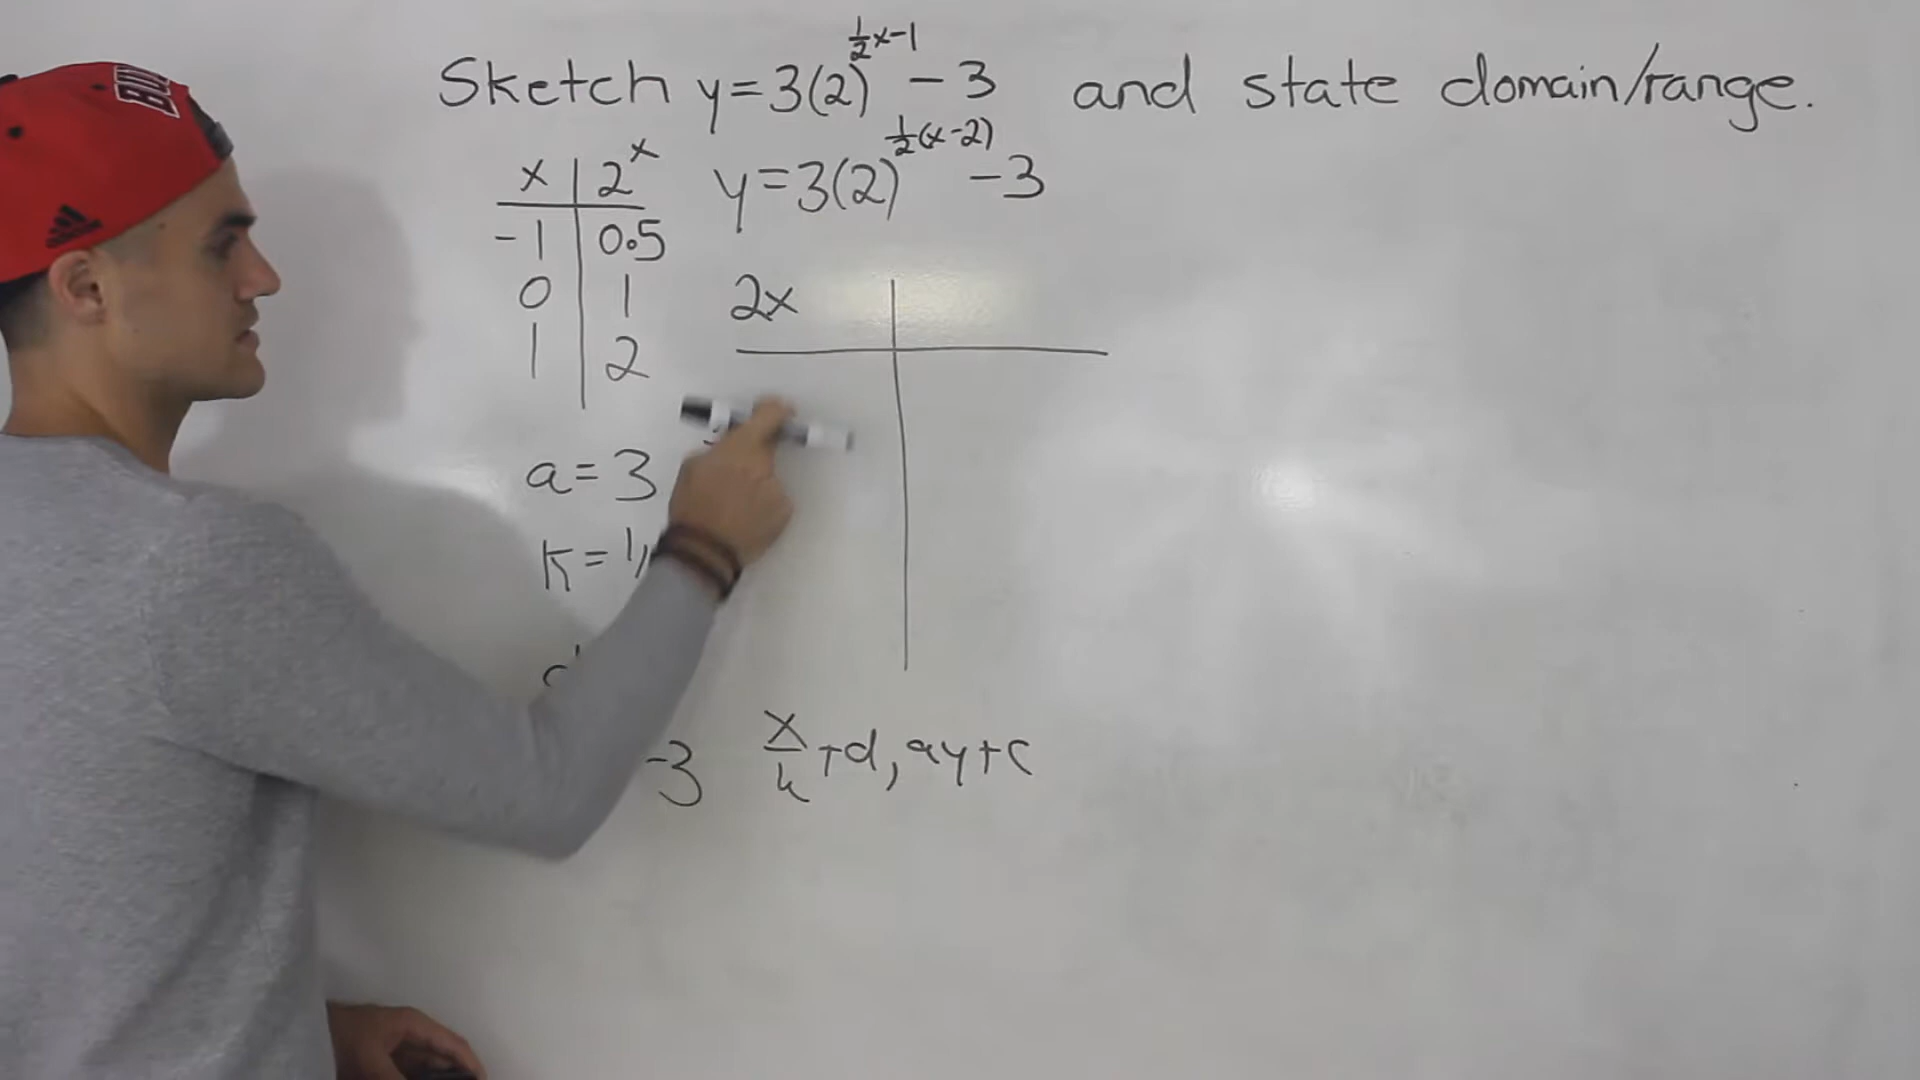 Sketch y=3(2)^{½x-1} -3 and state domain/range.
x | 2^x
y=3(2)^{½(x-2)} -3
-1 | 0.5
0 | 1
1 | 2
2x
a=3
k=1/
d
-3
x/k +d, ay+c